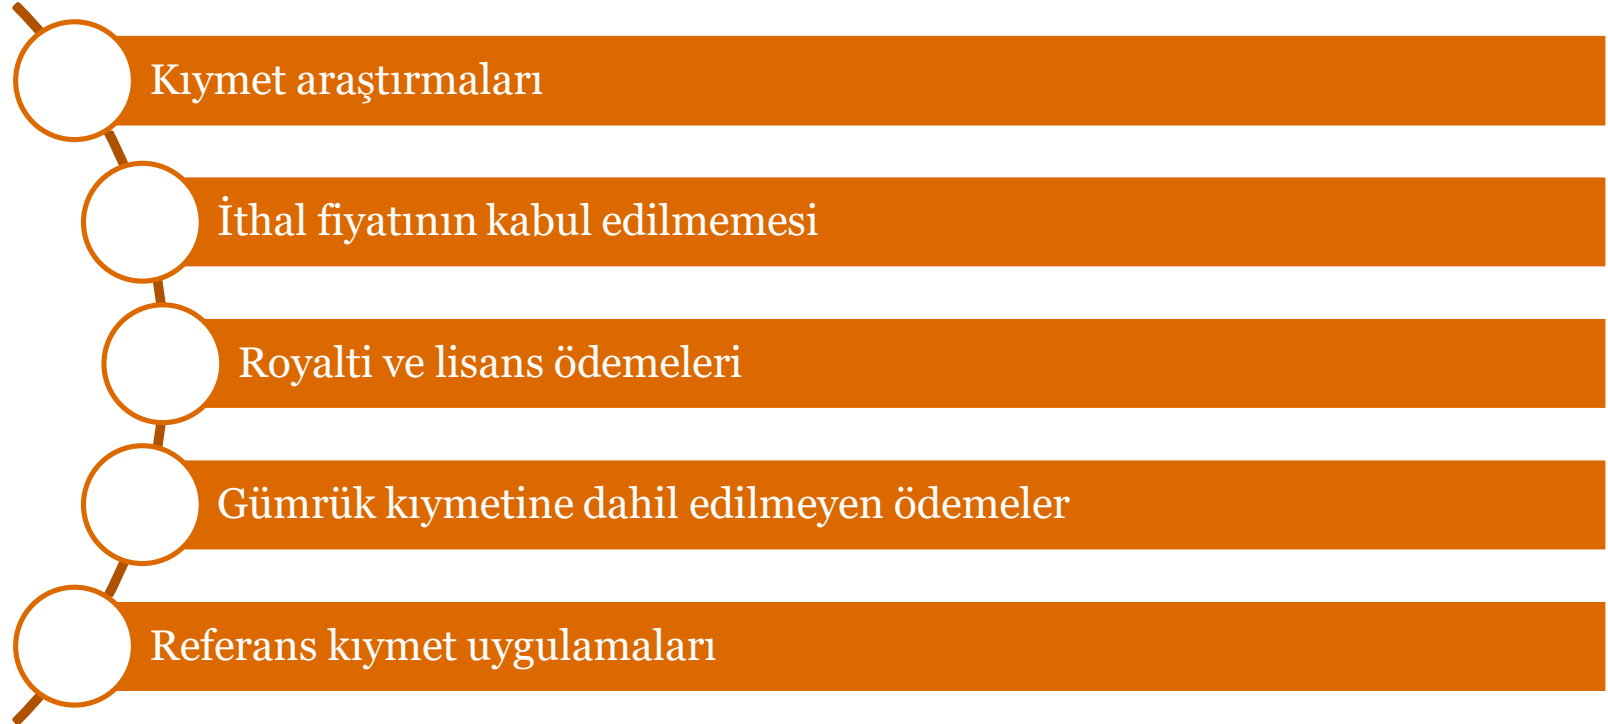 Kıymet araştırmaları
İthal fiyatının kabul edilmemesi
Royalti ve lisans ödemeleri
Gümrük kıymetine dahil edilmeyen ödemeler
Referans kıymet uygulamaları